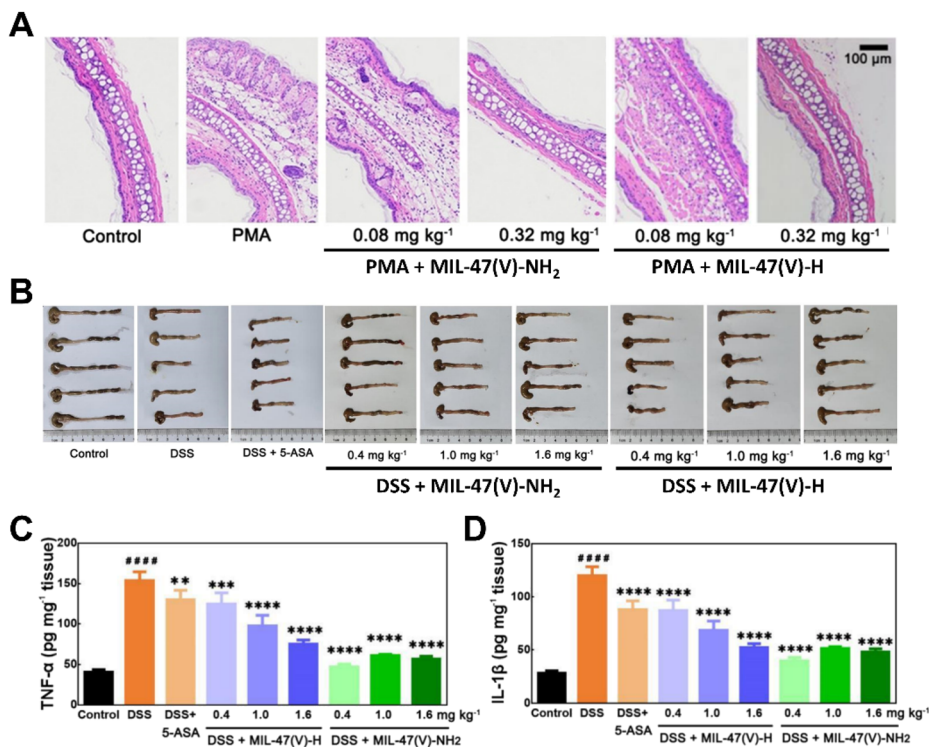 A
100 μm
Control
PMA
0.08 mg kg⁻¹
0.32 mg kg⁻¹
0.08 mg kg⁻¹
0.32 mg kg⁻¹
PMA + MIL-47(V)-NH₂
PMA + MIL-47(V)-H
B
Control
DSS
DSS + 5-ASA
0.4 mg kg⁻¹
1.0 mg kg⁻¹
1.6 mg kg⁻¹
0.4 mg kg⁻¹
1.0 mg kg⁻¹
1.6 mg kg⁻¹
DSS + MIL-47(V)-NH₂
DSS + MIL-47(V)-H
C
TNF-α (pg mg⁻¹ tissue)
200
150
100
50
0
####
**
***
****
****
****
****
****
Control
DSS
DSS+
5-ASA
0.4
1.0
1.6
0.4
1.0
1.6 mg kg⁻¹
DSS + MIL-47(V)-H
DSS + MIL-47(V)-NH₂
D
IL-1β (pg mg⁻¹ tissue)
150
100
50
0
####
****
****
****
****
****
****
****
Control
DSS
DSS+
5-ASA
0.4
1.0
1.6
0.4
1.0
1.6 mg kg⁻¹
DSS + MIL-47(V)-H
DSS + MIL-47(V)-NH₂